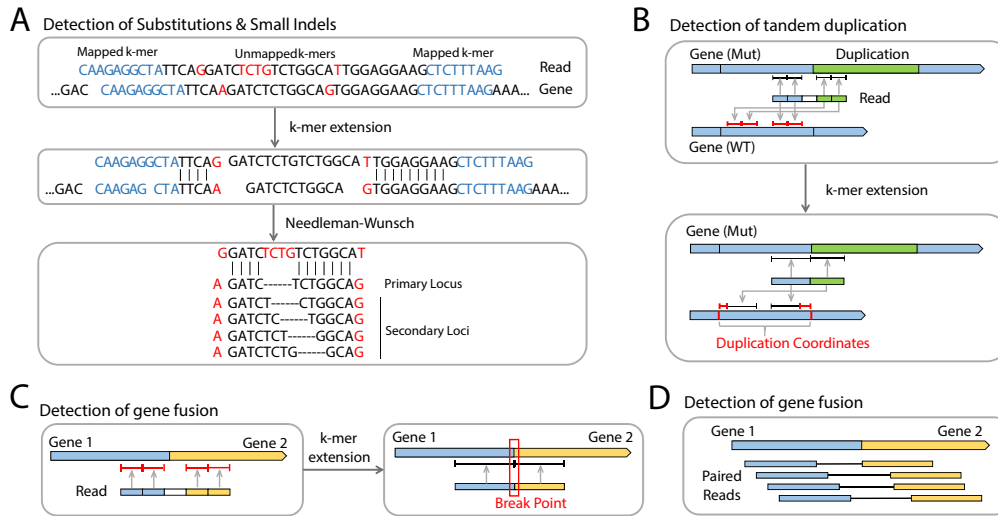 A Detection of Substitutions & Small Indels
Mapped k-mer Unmapped k-mers Mapped k-mer
CAAGAGGCTATTCAGGATCTCTGTCTGGCATTGGAGGAAGCTCTTTAAG Read
...GAC CAAGAGGCTATTCAAGATCTCTGGCAGTGGAGGAAGCTCTTTAAGAAA... Gene
k-mer extension
CAAGAGGCTATTCAG GATCTCTGTCTGGCA TTGGAGGAAGCTCTTTAAG
...GAC CAAGAG CTATTCAA GATCTCTGGCA GTGGAGGAAGCTCTTTAAGAAA...
Needleman-Wunsch
GGATCTCTGTCTGGCAT
A GATC------TCTGGCAG Primary Locus
A GATCT------CTGGCAG
A GATCTC------TGGCAG
A GATCTCT------GGCAG
A GATCTCTG------GCAG
Secondary Loci
B Detection of tandem duplication
Gene (Mut) Duplication
Read
Gene (WT)
k-mer extension
Gene (Mut)
Duplication Coordinates
C Detection of gene fusion
Gene 1 Gene 2
Read
k-mer
extension
Gene 1 Gene 2
Break Point
D Detection of gene fusion
Gene 1 Gene 2
Paired
Reads